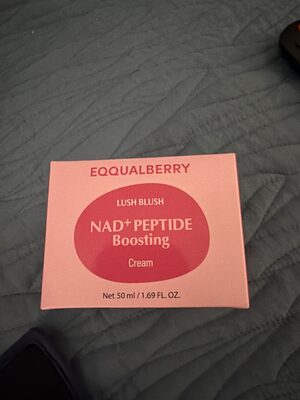 EQQUALBERRY
LUSH BLUSH
NAD⁺ PEPTIDE
Boosting
Cream
Net 50 ml / 1.69 FL. OZ.